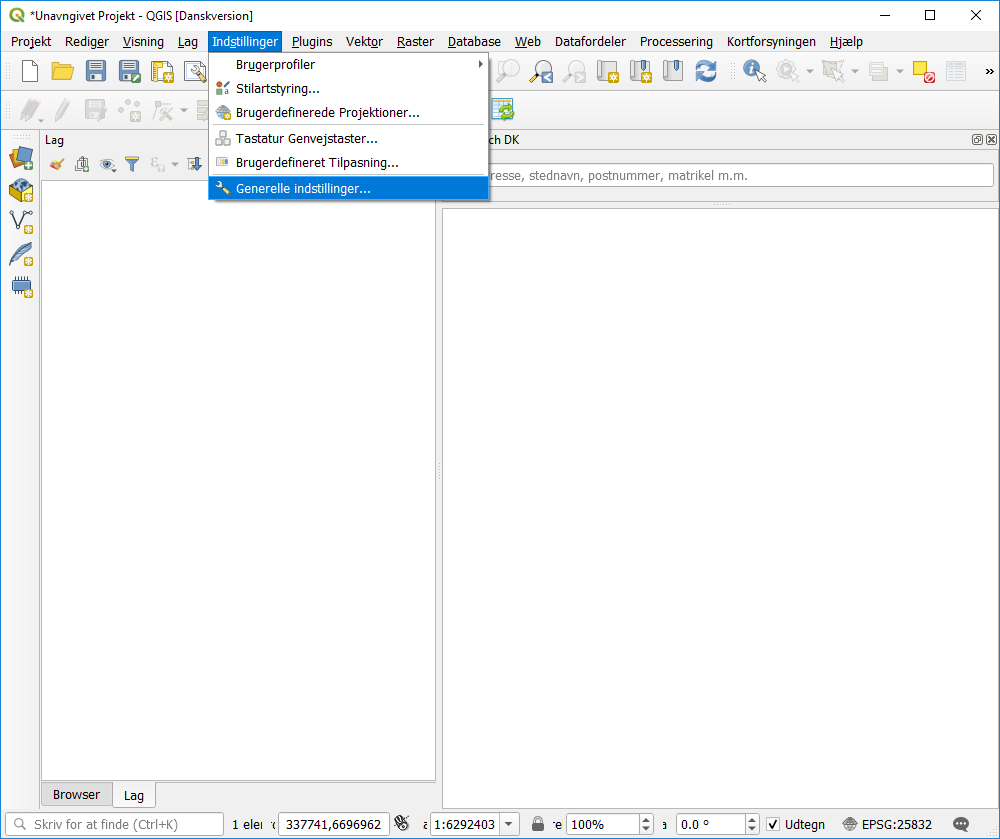 *Unavngivet Projekt - QGIS [Danskversion]
Projekt Rediger Visning Lag Indstillinger Plugins Vektor Raster Database Web Datafordeler Processering Kortforsyningen Hjælp
Brugerprofiler
Stilartstyring...
Brugerdefinerede Projektioner...
Tastatur Genvejstaster...
Brugerdefineret Tilpasning...
Generelle indstillinger...
Lag
ch DK
resse, stednavn, postnummer, matrikel m.m.
Browser Lag
Skriv for at finde (Ctrl+K) 1 eler 337741,6696962 1:6292403 100% 0.0 ° Udtegn EPSG:25832